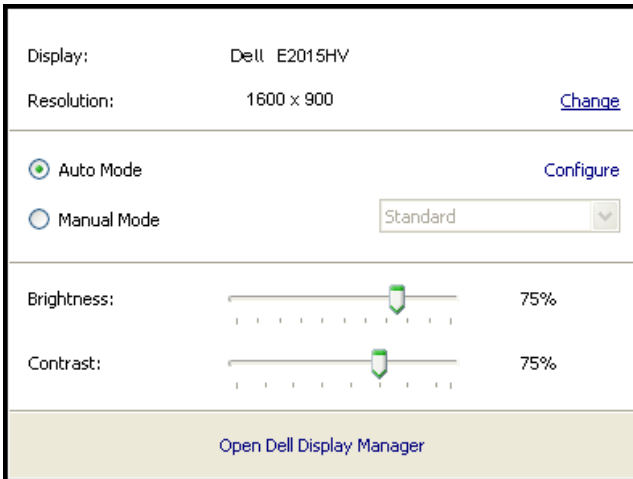 Display: Dell E2015HV
Resolution: 1600 x 900 Change
Auto Mode Configure
Manual Mode Standard
Brightness: 75%
Contrast: 75%
Open Dell Display Manager